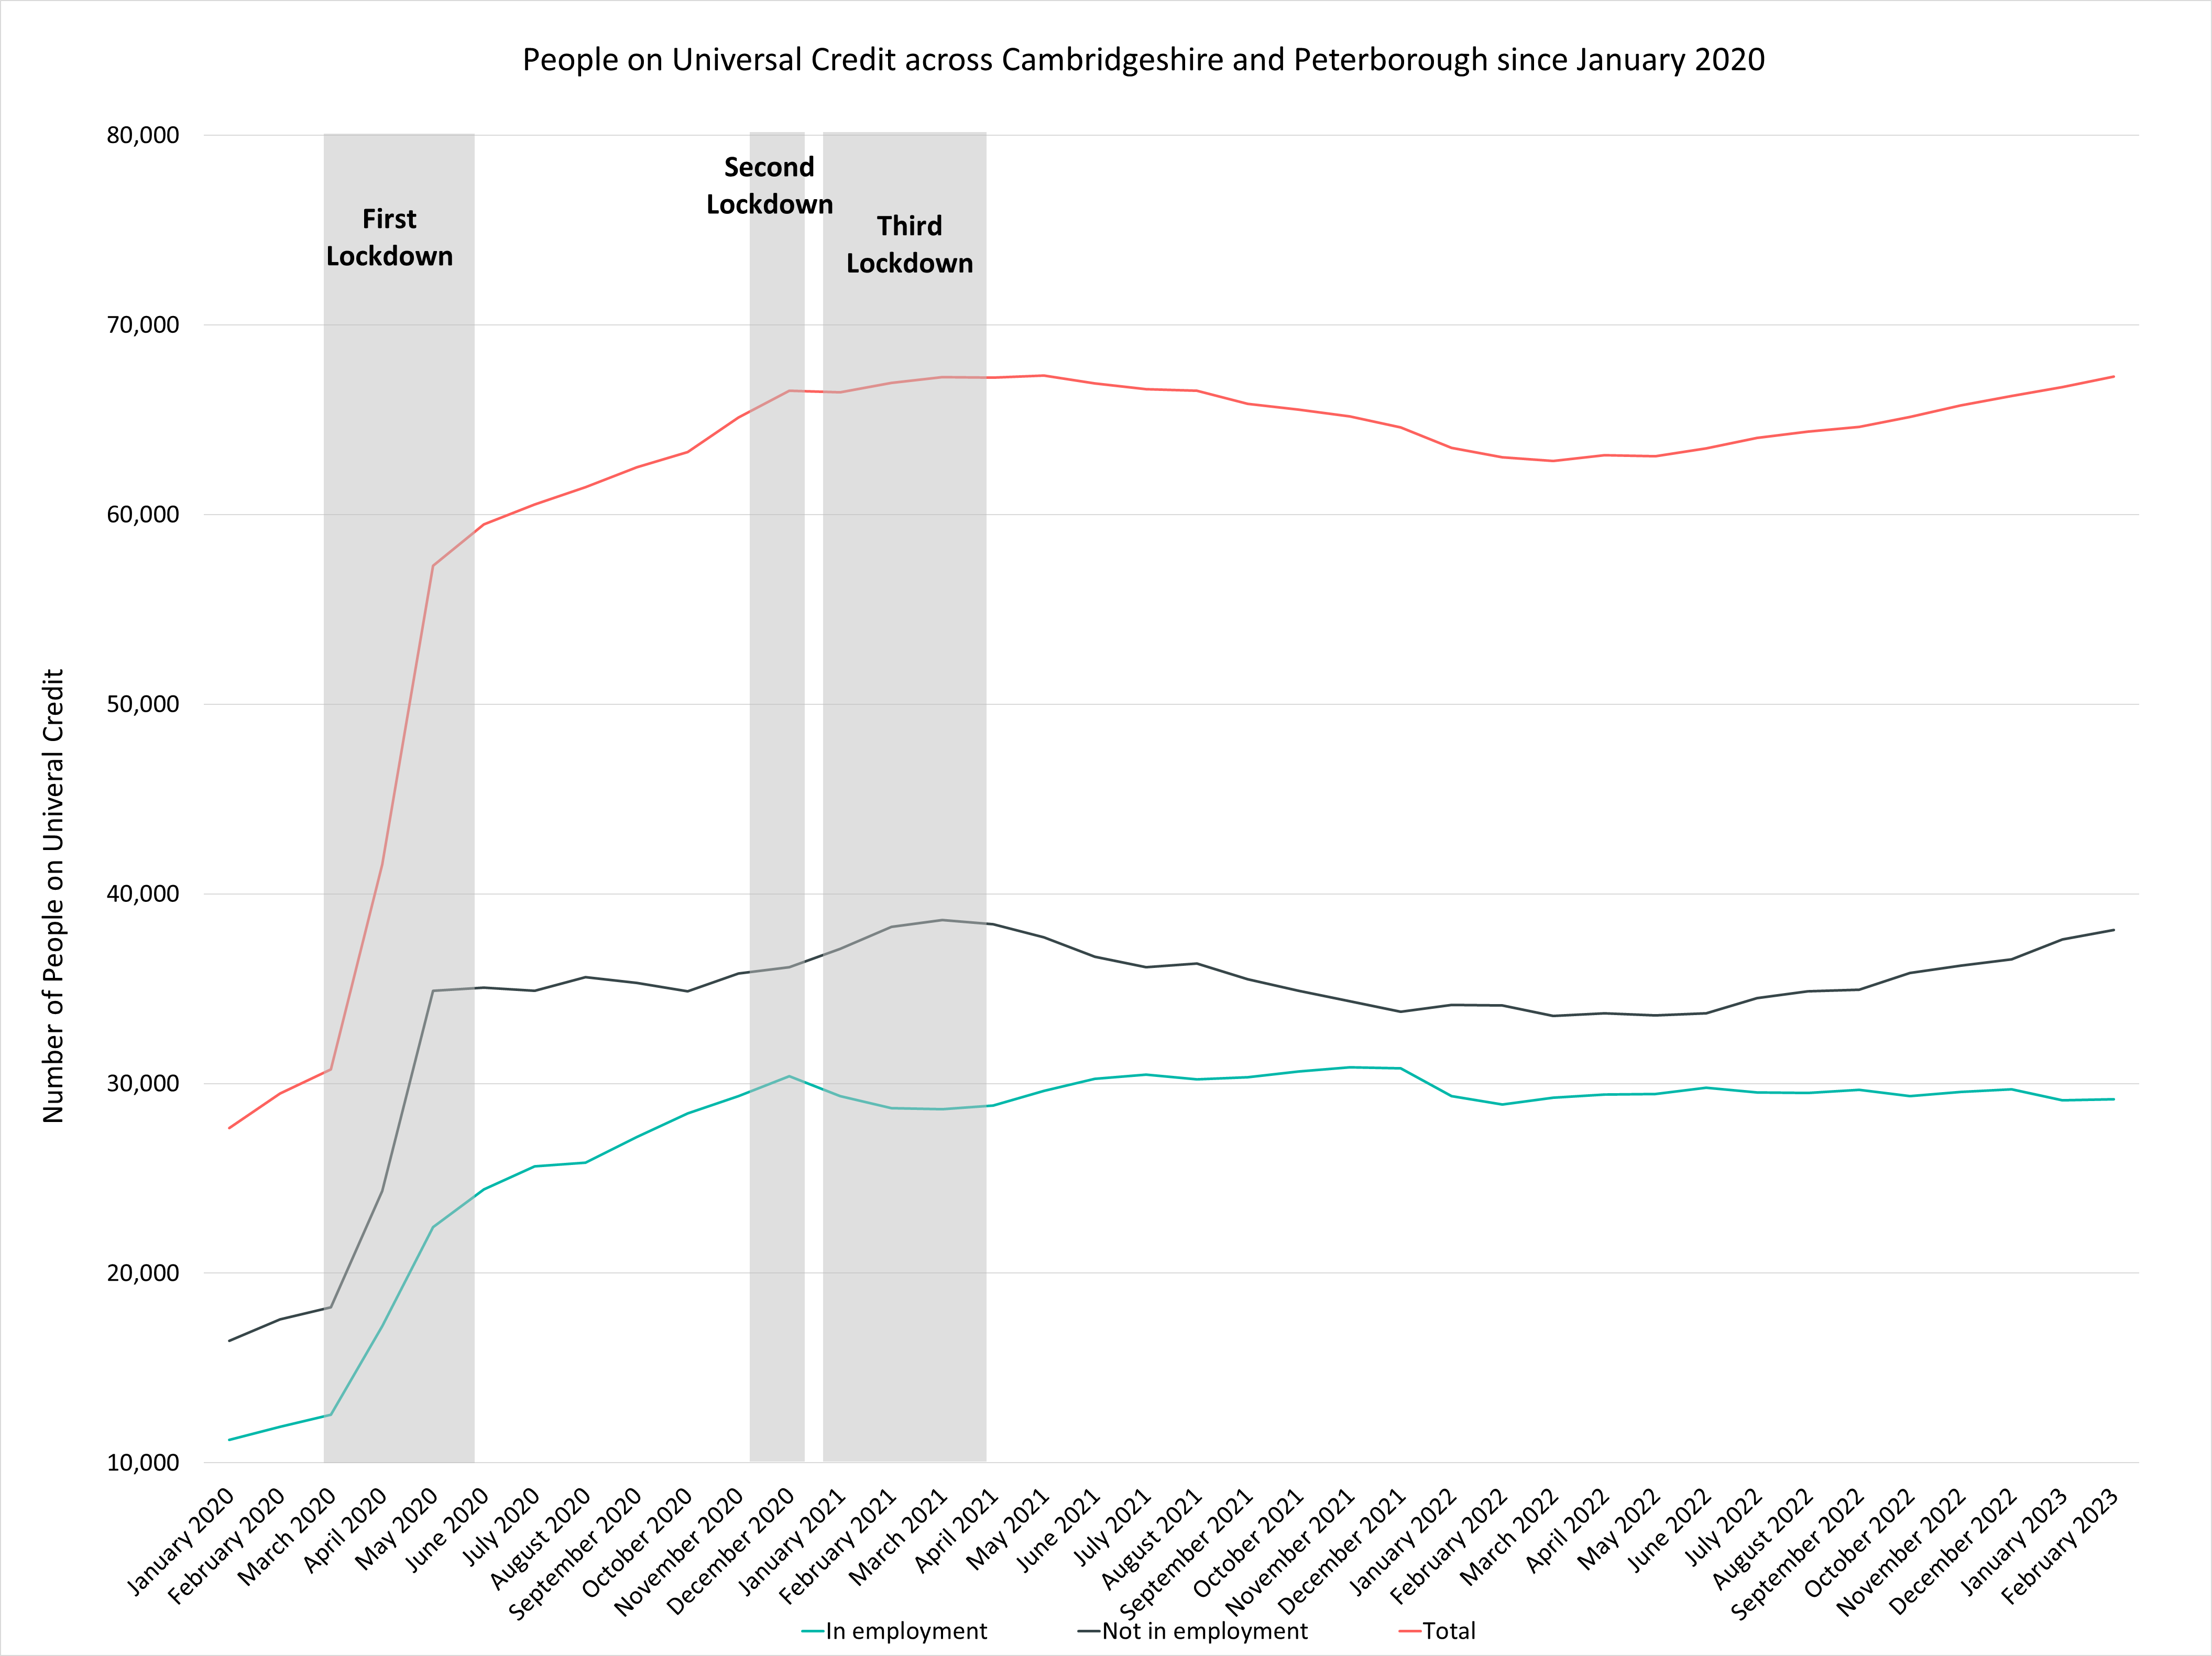 People on Universal Credit across Cambridgeshire and Peterborough since January 2020
80,000
70,000
60,000
50,000
40,000
30,000
20,000
10,000
Number of People on Univeral Credit
First
Lockdown
Second
Lockdown
Third
Lockdown
January 2020
February 2020
March 2020
April 2020
May 2020
June 2020
July 2020
August 2020
September 2020
October 2020
November 2020
December 2020
January 2021
February 2021
March 2021
April 2021
May 2021
June 2021
July 2021
August 2021
September 2021
October 2021
November 2021
December 2021
January 2022
February 2022
March 2022
April 2022
May 2022
June 2022
July 2022
August 2022
September 2022
October 2022
November 2022
December 2022
January 2023
February 2023
In employment
Not in employment
Total